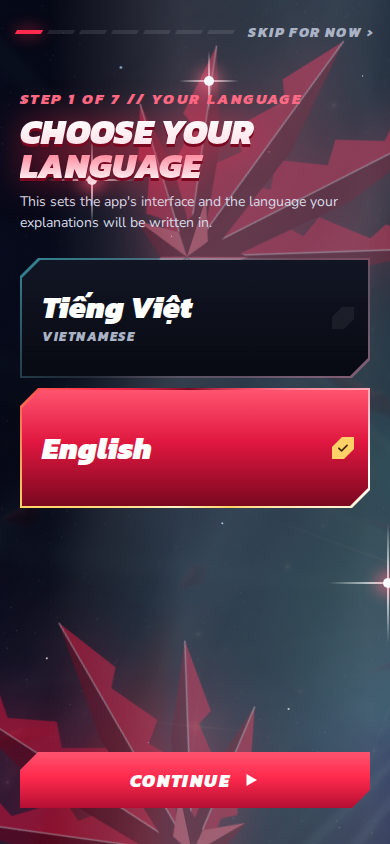 SKIP FOR NOW >
STEP 1 OF 7 // YOUR LANGUAGE
CHOOSE YOUR
LANGUAGE
This sets the app's interface and the language your
explanations will be written in.
Tiếng Việt
VIETNAMESE
English
CONTINUE